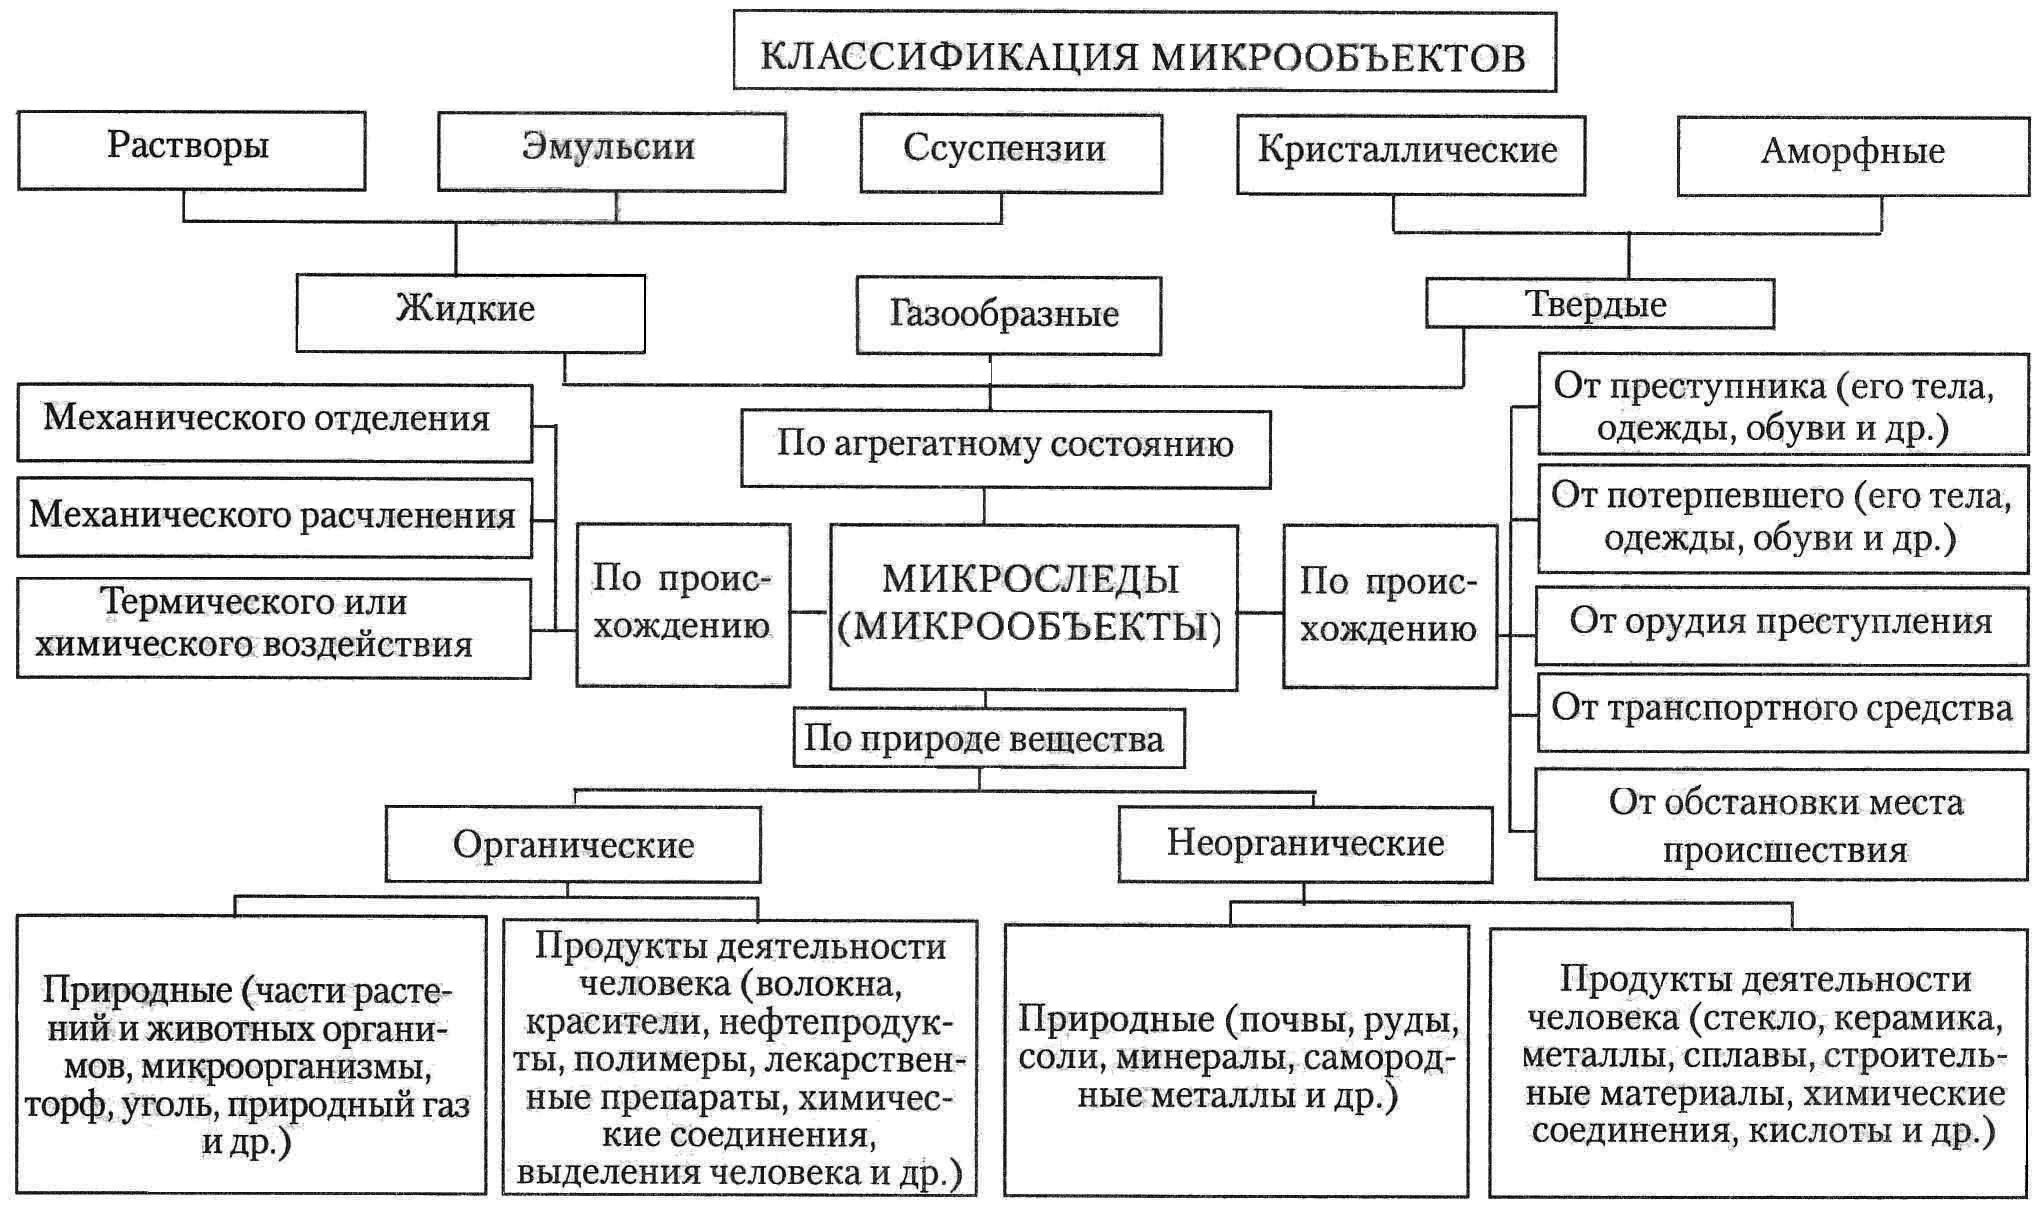 КЛАССИФИКАЦИЯ МИКРООБЪЕКТОВ
Растворы
Эмульсии
Ссуспензии
Кристаллические
Аморфные
Жидкие
Газообразные
Твердые
Механического отделения
Механического расчленения
Термического или
химического воздействия
По проис-
хождению
По агрегатному состоянию
МИКРОСЛЕДЫ
(МИКРООБЪЕКТЫ)
По проис-
хождению
От преступника (его тела,
одежды, обуви и др.)
От потерпевшего (его тела,
одежды, обуви и др.)
От орудия преступления
От транспортного средства
От обстановки места
происшествия
По природе вещества
Органические
Неорганические
Природные (части расте-
ний и животных органи-
мов, микроорганизмы,
торф, уголь, природный газ
и др.)
Продукты деятельности
человека (волокна,
красители, нефтепродук-
ты, полимеры, лекарствен-
ные препараты, химичес-
кие соединения,
выделения человека и др.)
Природные (почвы, руды,
соли, минералы, самород-
ные металлы и др.)
Продукты деятельности
человека (стекло, керамика,
металлы, сплавы, строитель-
ные материалы, химические
соединения, кислоты и др.)